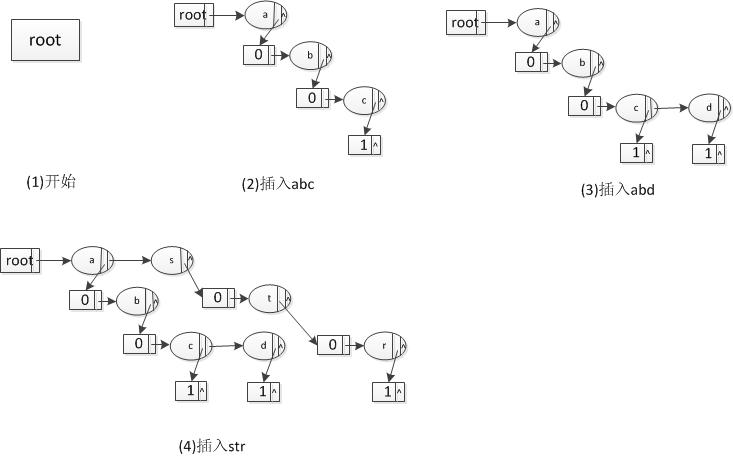 root
(1)开始
root a
0 b ^
0 c ^
1 ^
(2)插入abc
root a ^
0 b ^
0 c d ^
1 ^ 1 ^
(3)插入abd
root a s ^
0 b ^ 0 t ^
0 c d ^ 0 r ^
1 ^ 1 ^ 1 ^
(4)插入str